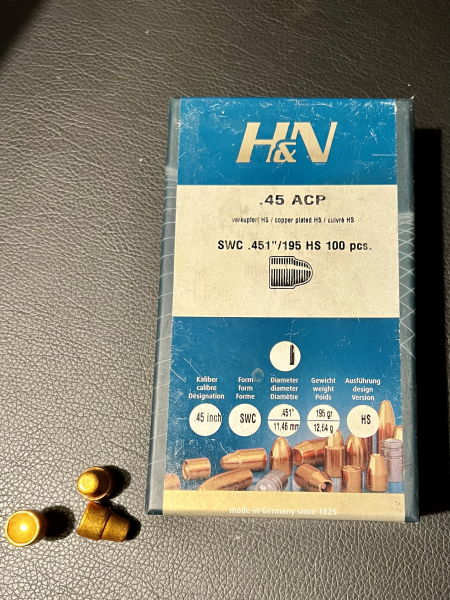 H&N
.45 ACP
verkupfert HS / copper plated HS / cuivré HS
SWC .451"/195 HS 100 pcs.
Kaliber Form Diameter Gewicht Ausführung
calibre form diameter weight design
Désignation Forme Diamètre Poids Version
.45 inch SWC .451" 195 gr HS
11,46 mm 12,64 g
made in Germany since 1829